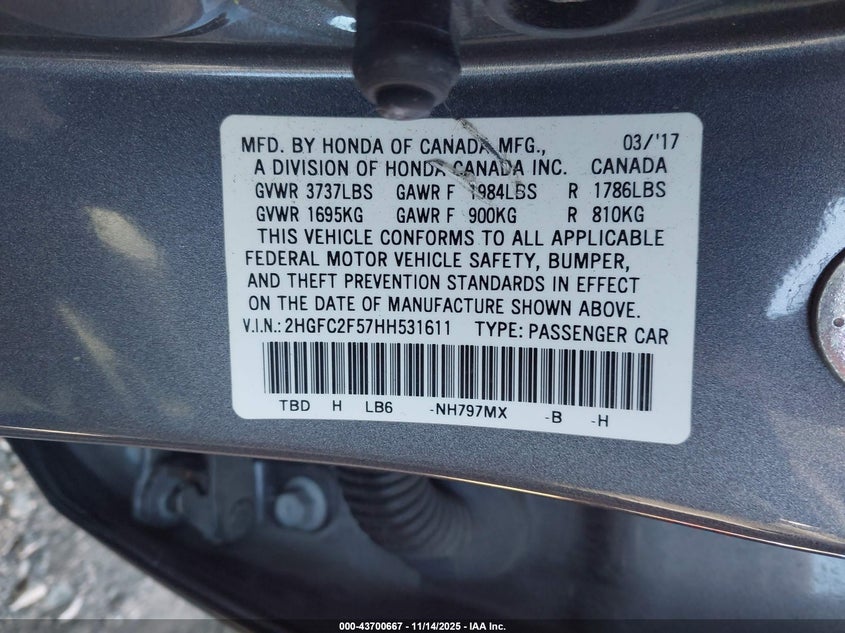 MFD. BY HONDA OF CANADA MFG., 03/'17
A DIVISION OF HONDA CANADA INC. CANADA
GVWR 3737LBS GAWR F 1984LBS R 1786LBS
GVWR 1695KG GAWR F 900KG R 810KG
THIS VEHICLE CONFORMS TO ALL APPLICABLE
FEDERAL MOTOR VEHICLE SAFETY, BUMPER,
AND THEFT PREVENTION STANDARDS IN EFFECT
ON THE DATE OF MANUFACTURE SHOWN ABOVE.
V.I.N.: 2HGFC2F57HH531611 TYPE: PASSENGER CAR
TBD H LB6 -NH797MX -B -H
000-43700667 - 11/14/2025 - IAA Inc.